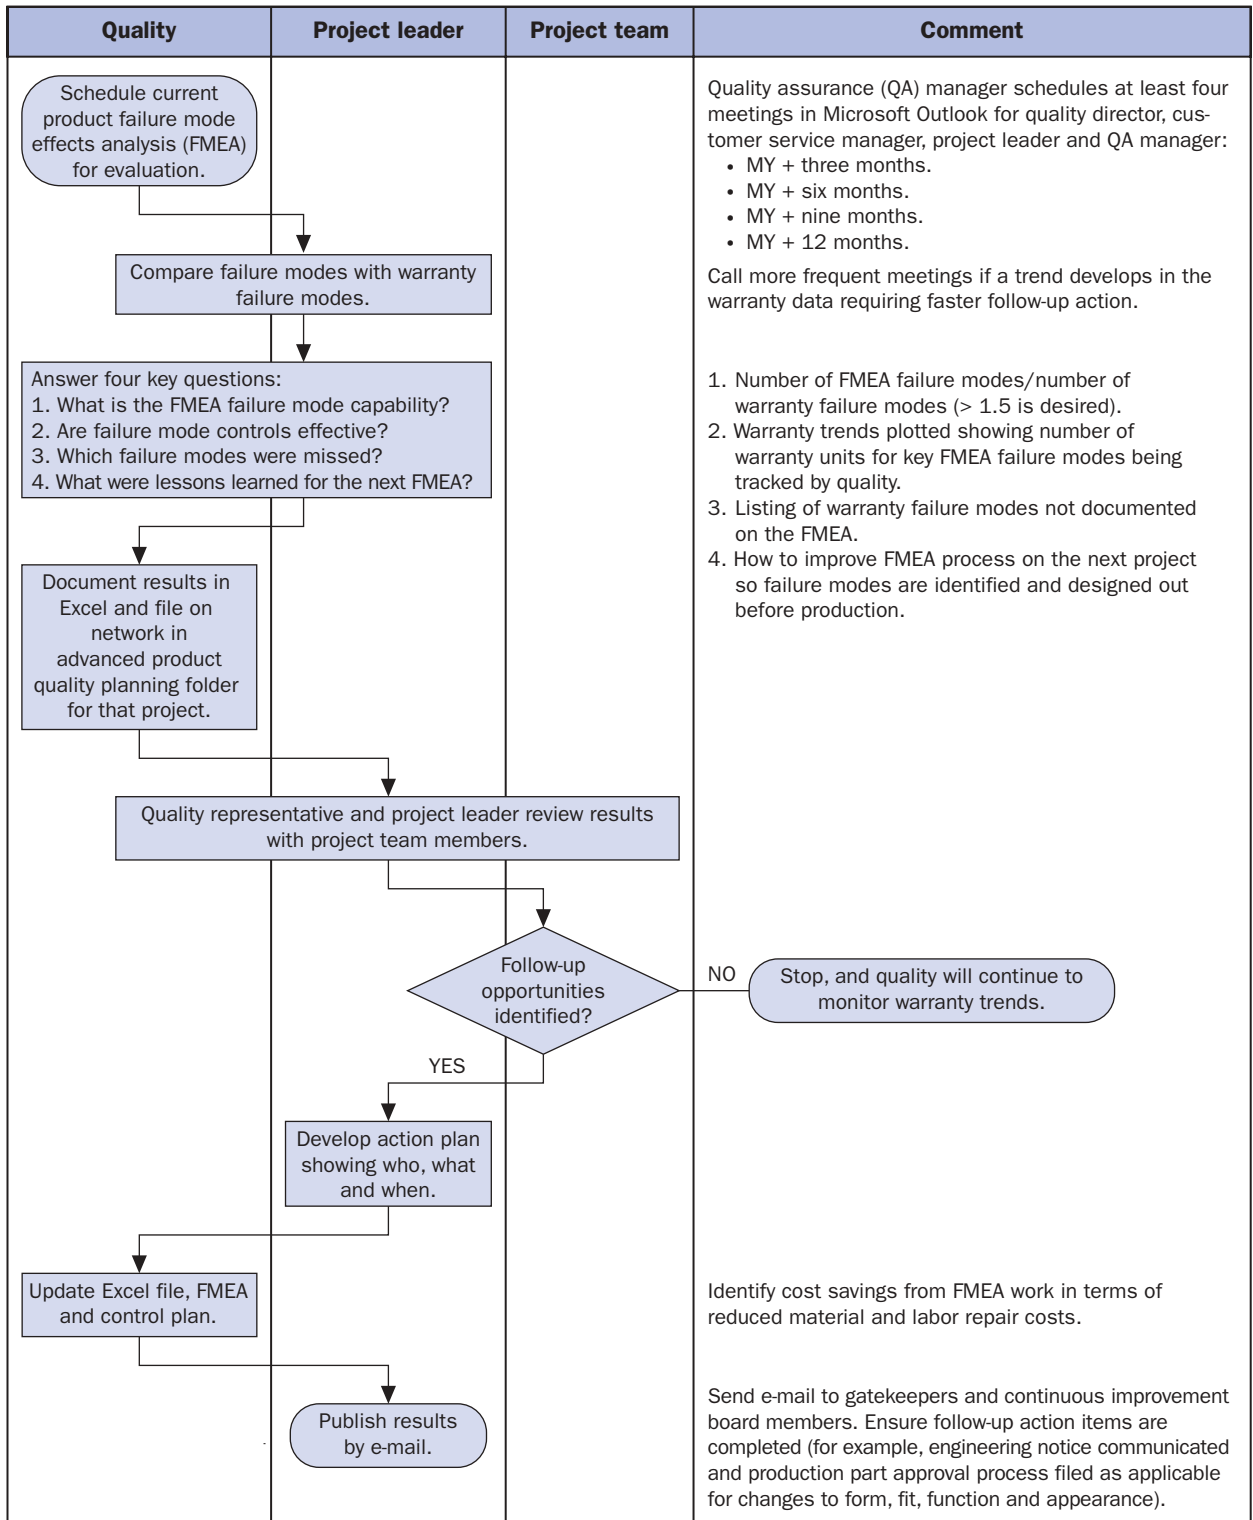 Quality
Project leader
Project team
Comment
Schedule current
product failure mode
effects analysis (FMEA)
for evaluation.
Quality assurance (QA) manager schedules at least four
meetings in Microsoft Outlook for quality director, cus-
tomer service manager, project leader and QA manager:
• MY + three months.
• MY + six months.
• MY + nine months.
• MY + 12 months.
Call more frequent meetings if a trend develops in the
warranty data requiring faster follow-up action.
Compare failure modes with warranty
failure modes.
Answer four key questions:
1. What is the FMEA failure mode capability?
2. Are failure mode controls effective?
3. Which failure modes were missed?
4. What were lessons learned for the next FMEA?
1. Number of FMEA failure modes/number of
warranty failure modes (> 1.5 is desired).
2. Warranty trends plotted showing number of
warranty units for key FMEA failure modes being
tracked by quality.
3. Listing of warranty failure modes not documented
on the FMEA.
4. How to improve FMEA process on the next project
so failure modes are identified and designed out
before production.
Document results in
Excel and file on
network in
advanced product
quality planning folder
for that project.
Quality representative and project leader review results
with project team members.
Follow-up
opportunities
identified?
NO
Stop, and quality will continue to
monitor warranty trends.
YES
Develop action plan
showing who, what
and when.
Update Excel file, FMEA
and control plan.
Identify cost savings from FMEA work in terms of
reduced material and labor repair costs.
Publish results
by e-mail.
Send e-mail to gatekeepers and continuous improvement
board members. Ensure follow-up action items are
completed (for example, engineering notice communicated
and production part approval process filed as applicable
for changes to form, fit, function and appearance).